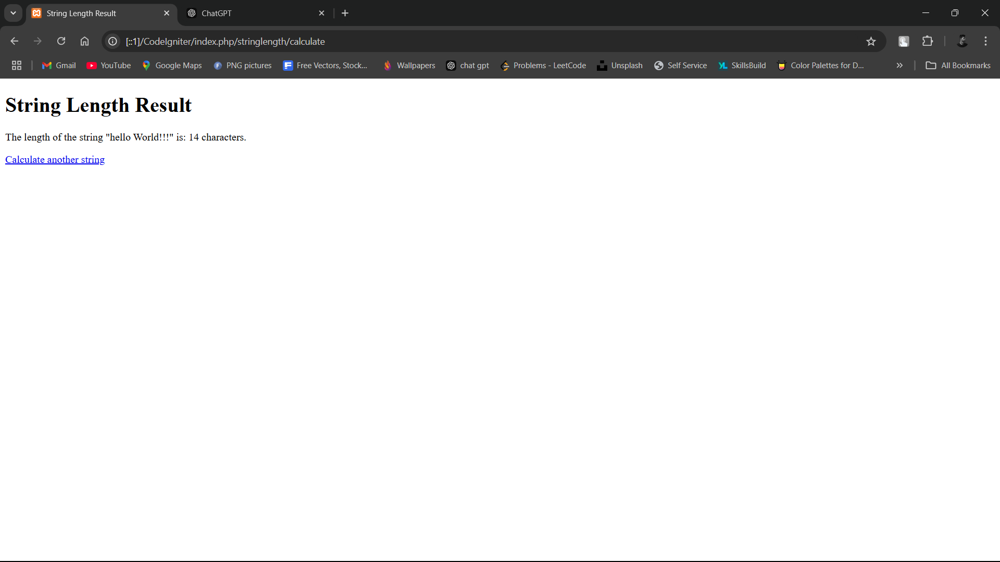 String Length Result
ChatGPT
[::1]/CodeIgniter/index.php/stringlength/calculate
Gmail
YouTube
Google Maps
PNG pictures
Free Vectors, Stock...
Wallpapers
chat gpt
Problems - LeetCode
Unsplash
Self Service
SkillsBuild
Color Palettes for D...
All Bookmarks
String Length Result
The length of the string "hello World!!!" is: 14 characters.
Calculate another string